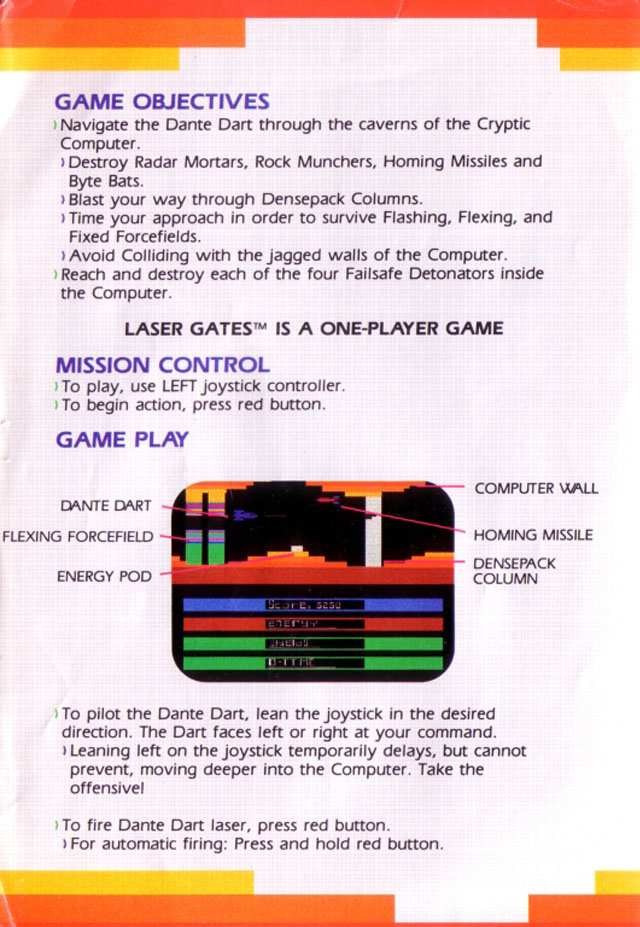 GAME OBJECTIVES
Navigate the Dante Dart through the caverns of the Cryptic
Computer.
Destroy Radar Mortars, Rock Munchers, Homing Missiles and
Byte Bats.
Blast your way through Densepack Columns.
Time your approach in order to survive Flashing, Flexing, and
Fixed Forcefields.
Avoid Colliding with the jagged walls of the Computer.
Reach and destroy each of the four Failsafe Detonators inside
the Computer.
LASER GATES™ IS A ONE-PLAYER GAME
MISSION CONTROL
To play, use LEFT joystick controller.
To begin action, press red button.
GAME PLAY
COMPUTER WALL
DANTE DART
FLEXING FORCEFIELD
HOMING MISSILE
ENERGY POD
DENSEPACK
COLUMN
Score, 5250
energy
shields
D-TIME
To pilot the Dante Dart, lean the joystick in the desired
direction. The Dart faces left or right at your command.
Leaning left on the joystick temporarily delays, but cannot
prevent, moving deeper into the Computer. Take the
offensive!
To fire Dante Dart laser, press red button.
For automatic firing: Press and hold red button.